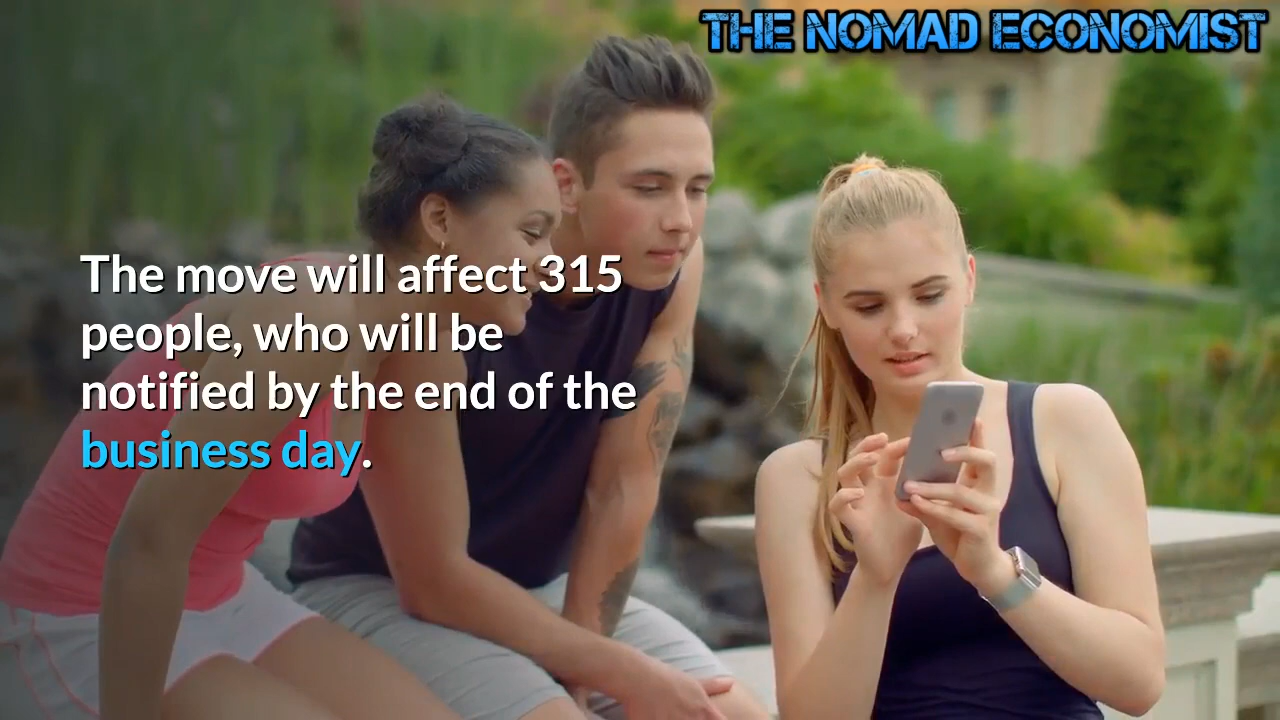 THE NOMAD ECONOMIST
The move will affect 315
people, who will be
notified by the end of the
business day.